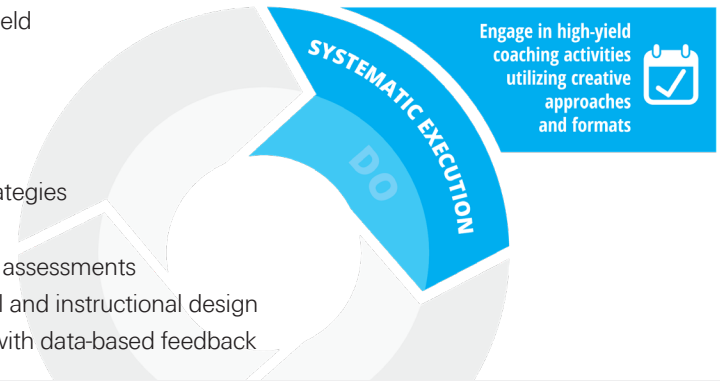 eld
Engage in high-yield
coaching activities
utilizing creative
approaches
and formats
SYSTEMATIC EXECUTION
DO
ategies
assessments
l and instructional design
with data-based feedback